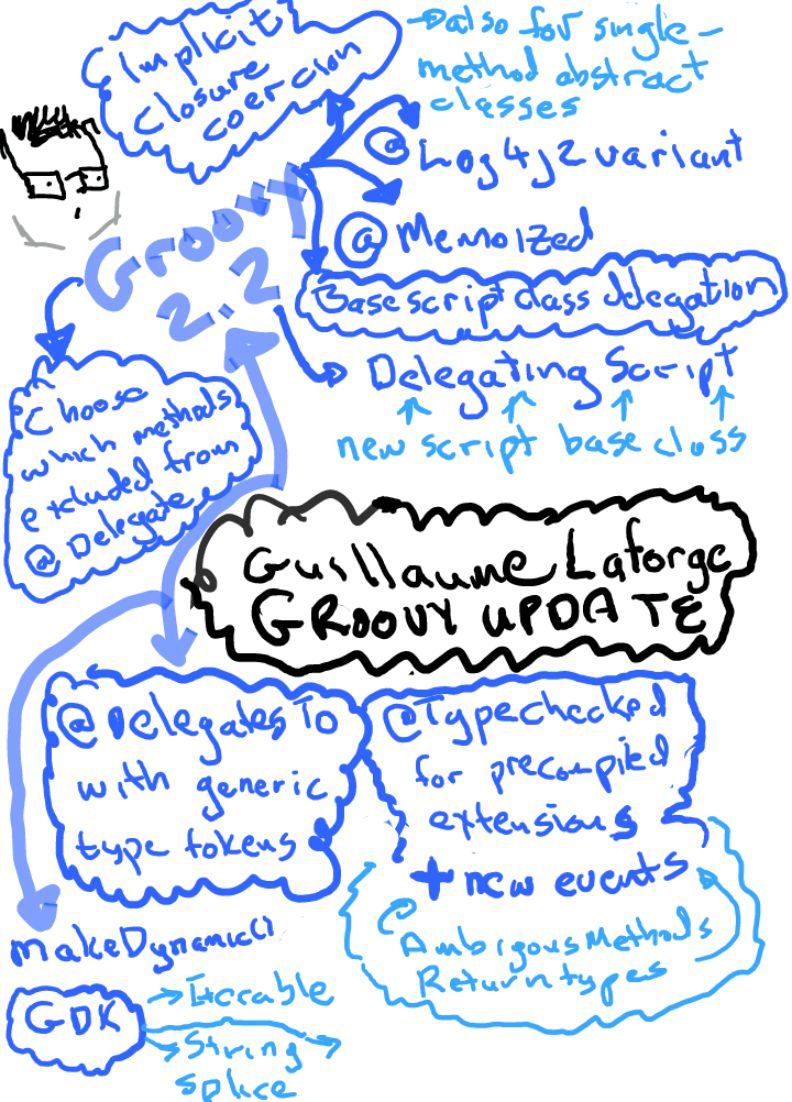 Implicit
closure
coercion
also for single-
method abstract
classes
@Log4j2 variant
@Memoized
Groovy
2.2
Base script class delegation
Delegating Script
new script base class
Choose
which methods
excluded from
@Delegate
Guillaume Laforge
GROOVY UPDATE
@DelegatesTo
with generic
type tokens
@Typechecked
for precompiled
extensions
+ new events
Ambigous Methods
Return types
makeDynamic()
GDK
Iterable
String
splice